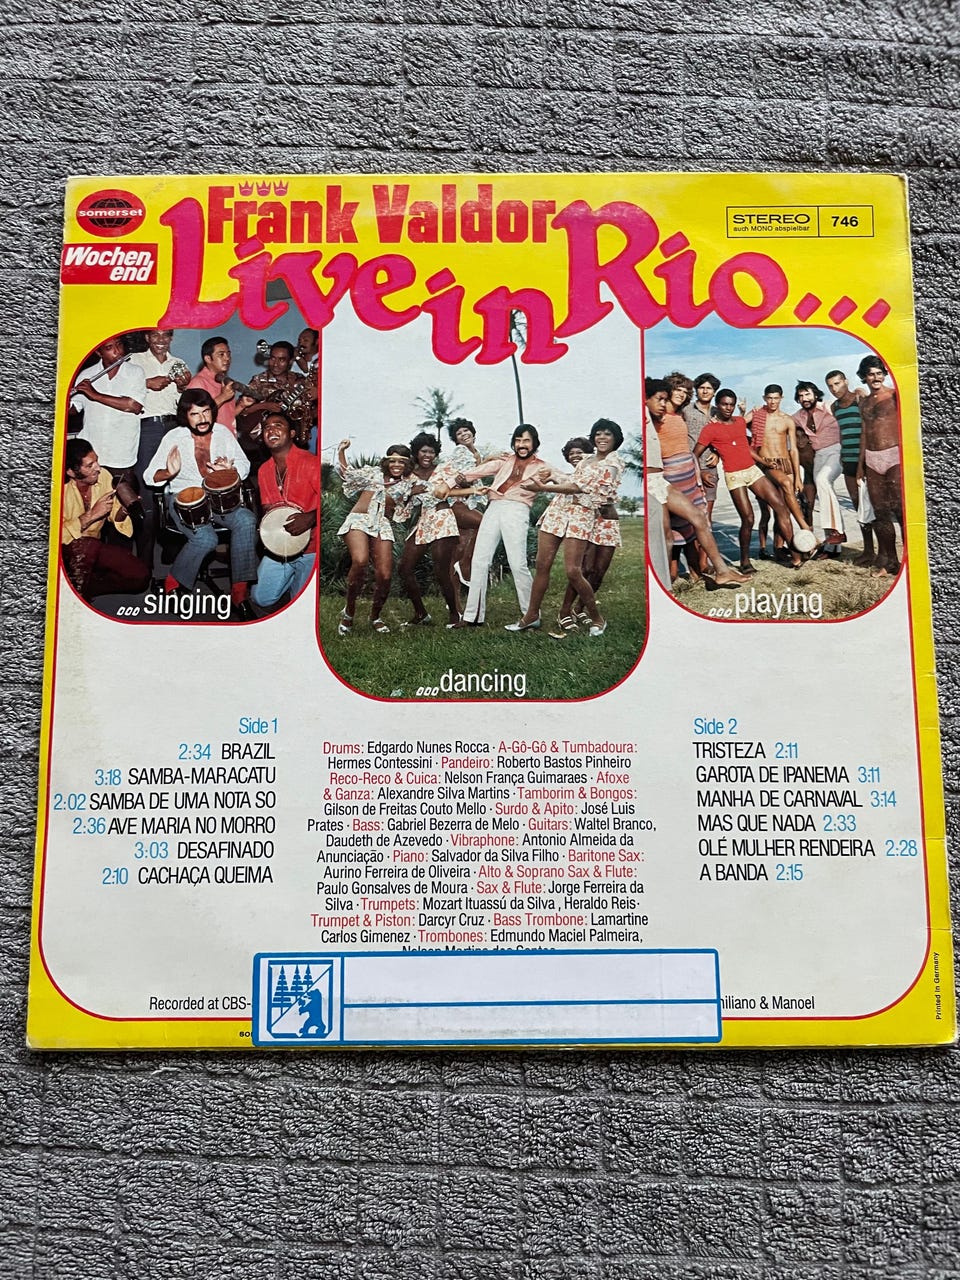 somerset
Wochen
end
Frank Valdor
Live in Rio...
STEREO
auch MONO abspielbar
746
...singing
...dancing
...playing
Side 1
2:34 BRAZIL
3:18 SAMBA-MARACATU
2:02 SAMBA DE UMA NOTA SO
2:36 AVE MARIA NO MORRO
3:03 DESAFINADO
2:10 CACHAÇA QUEIMA
Drums: Edgardo Nunes Rocca · A-Gô-Gô & Tumbadoura:
Hermes Contessini · Pandeiro: Roberto Bastos Pinheiro
Reco-Reco & Cuica: Nelson França Guimaraes · Afoxe
& Ganza: Alexandre Silva Martins · Tamborim & Bongos:
Gilson de Freitas Couto Mello · Surdo & Apito: José Luis
Prates · Bass: Gabriel Bezerra de Melo · Guitars: Waltel Branco,
Daudeth de Azevedo · Vibraphone: Antonio Almeida da
Anunciação · Piano: Salvador da Silva Filho · Baritone Sax:
Aurino Ferreira de Oliveira · Alto & Soprano Sax & Flute:
Paulo Gonsalves de Moura · Sax & Flute: Jorge Ferreira da
Silva · Trumpets: Mozart Ituassú da Silva, Heraldo Reis·
Trumpet & Piston: Darcyr Cruz · Bass Trombone: Lamartine
Carlos Gimenez · Trombones: Edmundo Maciel Palmeira,
Nelson Martins dos Santos
Side 2
TRISTEZA 2:11
GAROTA DE IPANEMA 3:11
MANHA DE CARNAVAL 3:14
MAS QUE NADA 2:33
OLÉ MULHER RENDEIRA 2:28
A BANDA 2:15
Recorded at CBS-
miliano & Manoel
Printed in Germany